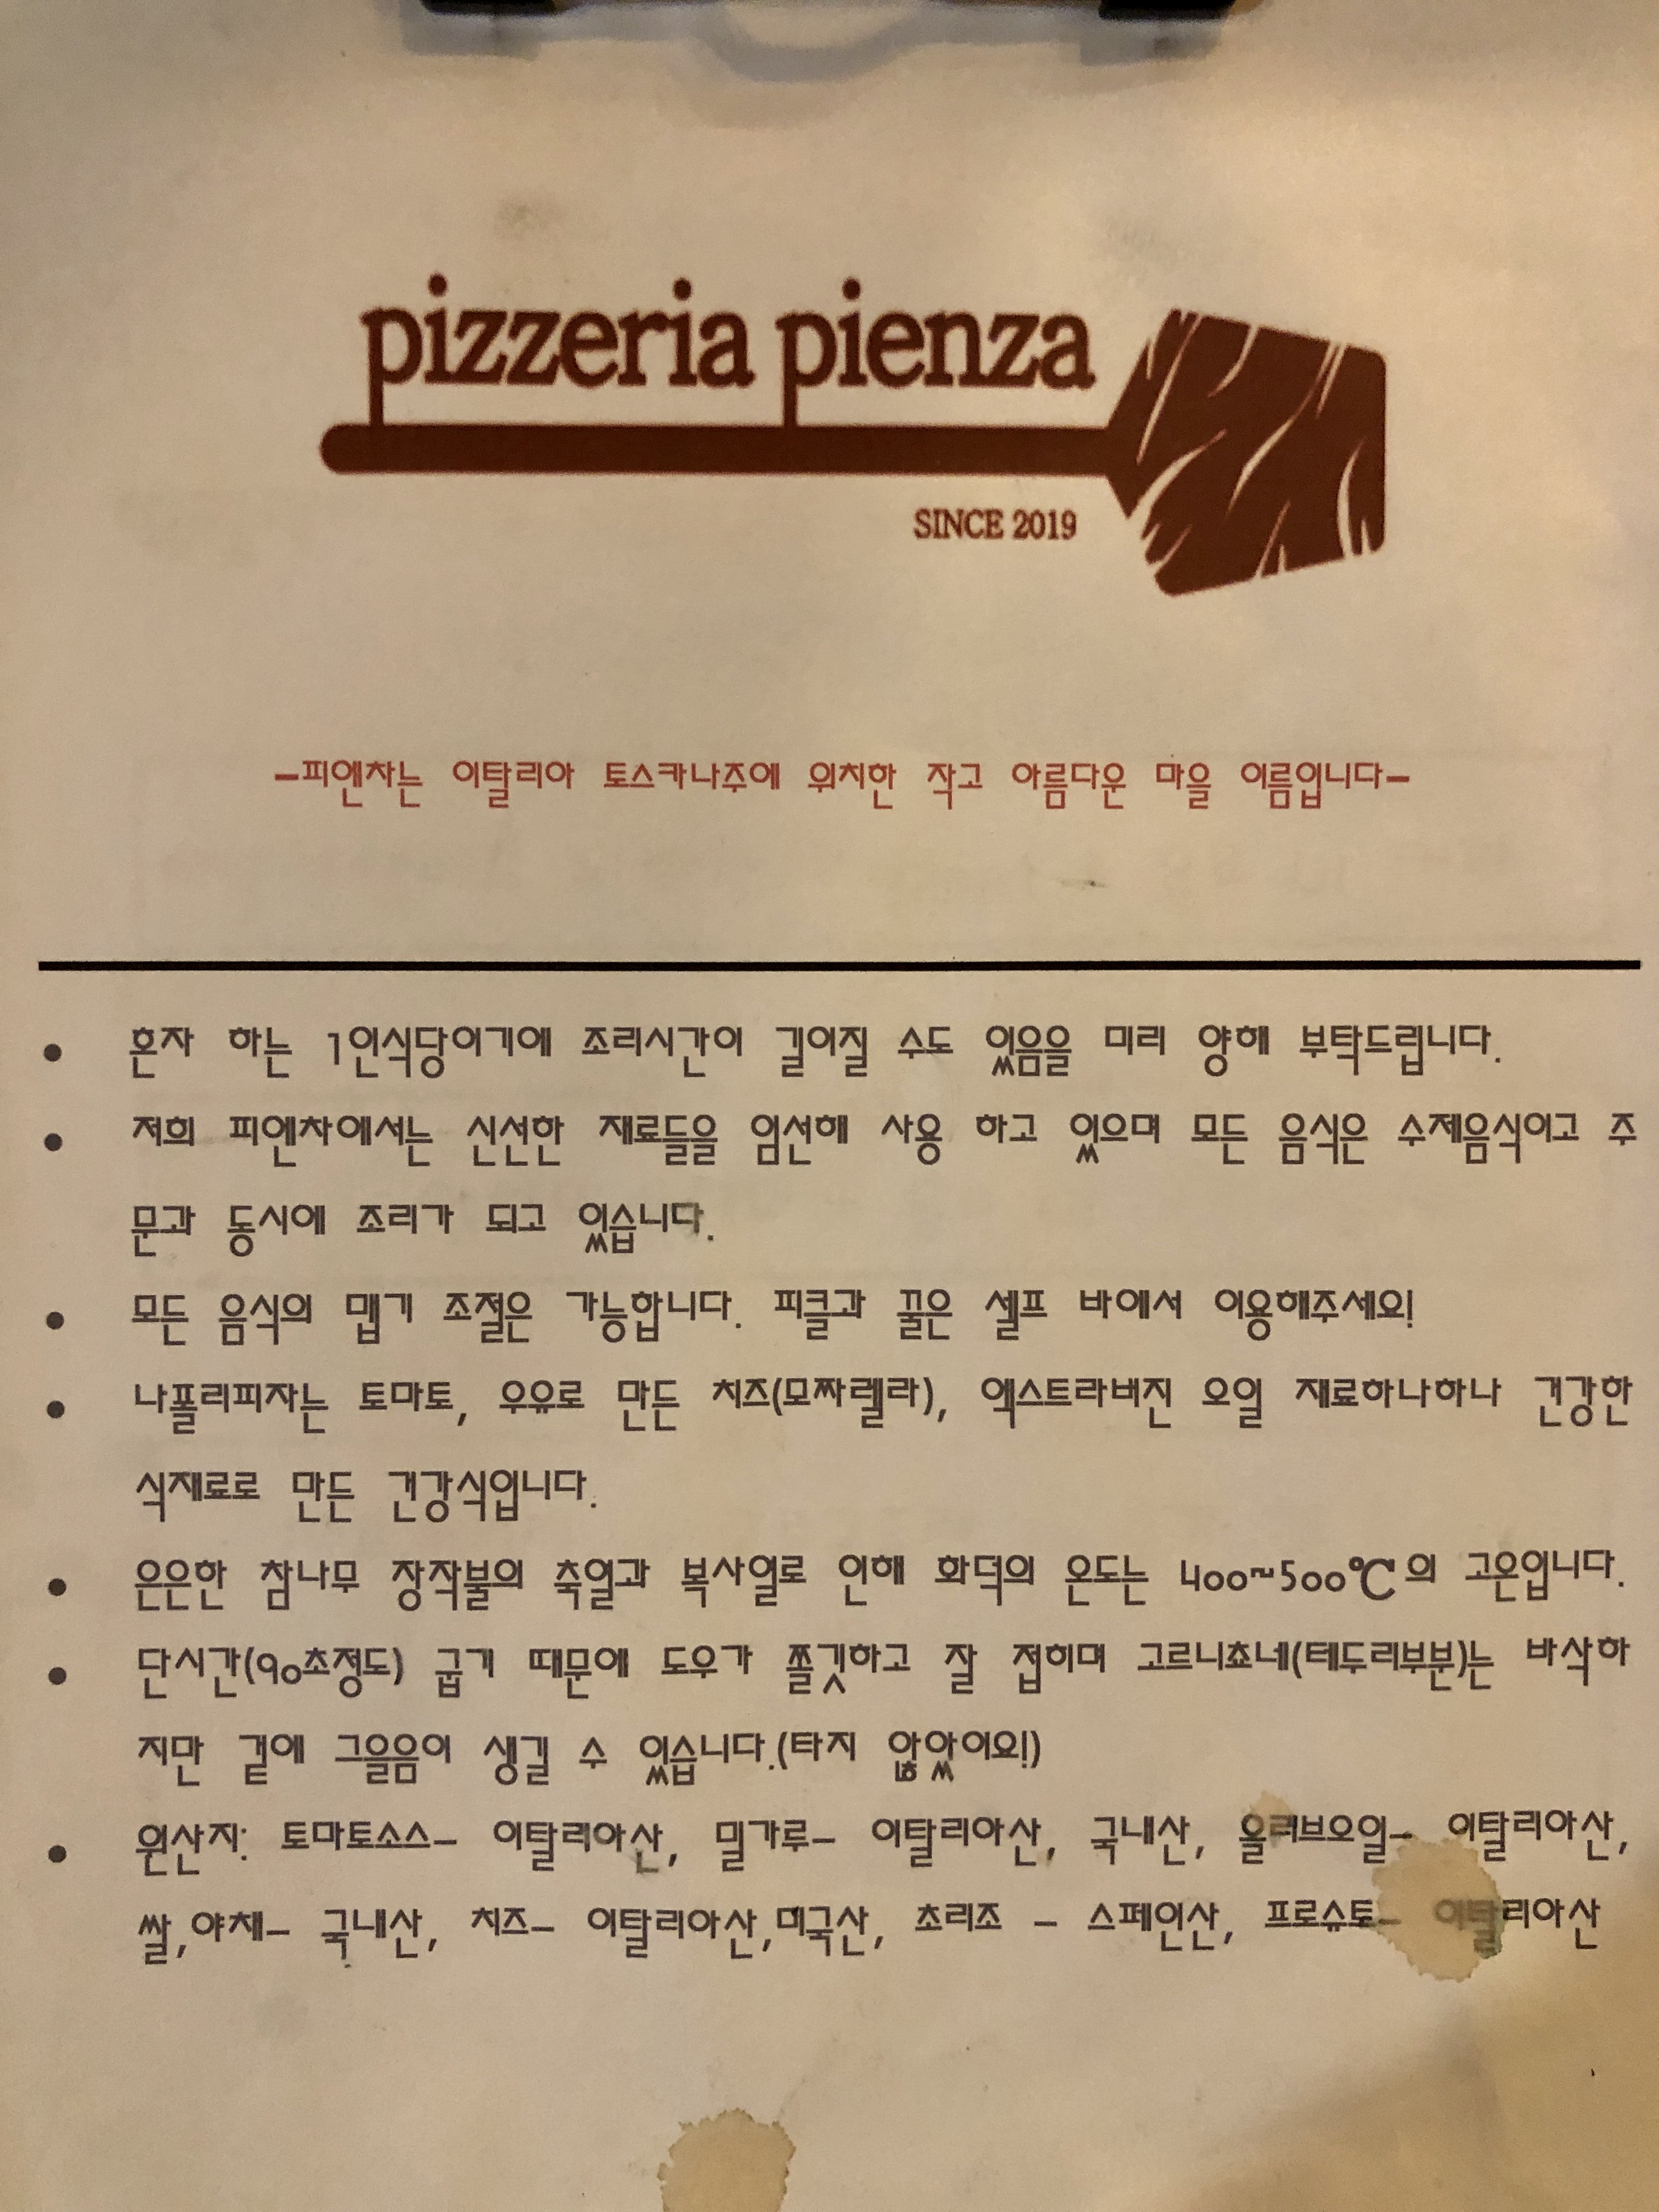 pizzeria pienza
SINCE 2019
-피엔차는 이탈리아 토스카나주에 위치한 작고 아름다운 마을 이름입니다-
• 혼자 하는 1인식당이기에 조리시간이 길어질 수도 있음을 미리 양해 부탁드립니다.
• 저희 피엔차에서는 신선한 재료들을 엄선해 사용 하고 있으며 모든 음식은 수제음식이고 주
문과 동시에 조리가 되고 있습니다.
• 모든 음식의 맵기 조절은 가능합니다. 피클과 꿀은 셀프 바에서 이용해주세요!
• 나폴리피자는 토마토, 우유로 만든 치즈(모짜렐라), 엑스트라버진 오일 재료하나하나 건강한
식재료로 만든 건강식입니다.
• 은은한 참나무 장작불의 축열과 복사열로 인해 화덕의 온도는 400~500℃의 고온입니다.
• 단시간(90초정도) 굽기 때문에 도우가 쫄깃하고 잘 접히며 고르니쵸네(테두리부분)는 바삭하
지만 겉에 그을음이 생길 수 있습니다.(타지 않았어요!)
• 원산지: 토마토소스- 이탈리아산, 밀가루- 이탈리아산, 국내산, 올리브오일- 이탈리아산,
쌀,야채- 국내산, 치즈- 이탈리아산,미국산, 초리조 - 스페인산, 프로슈토- 이탈리아산